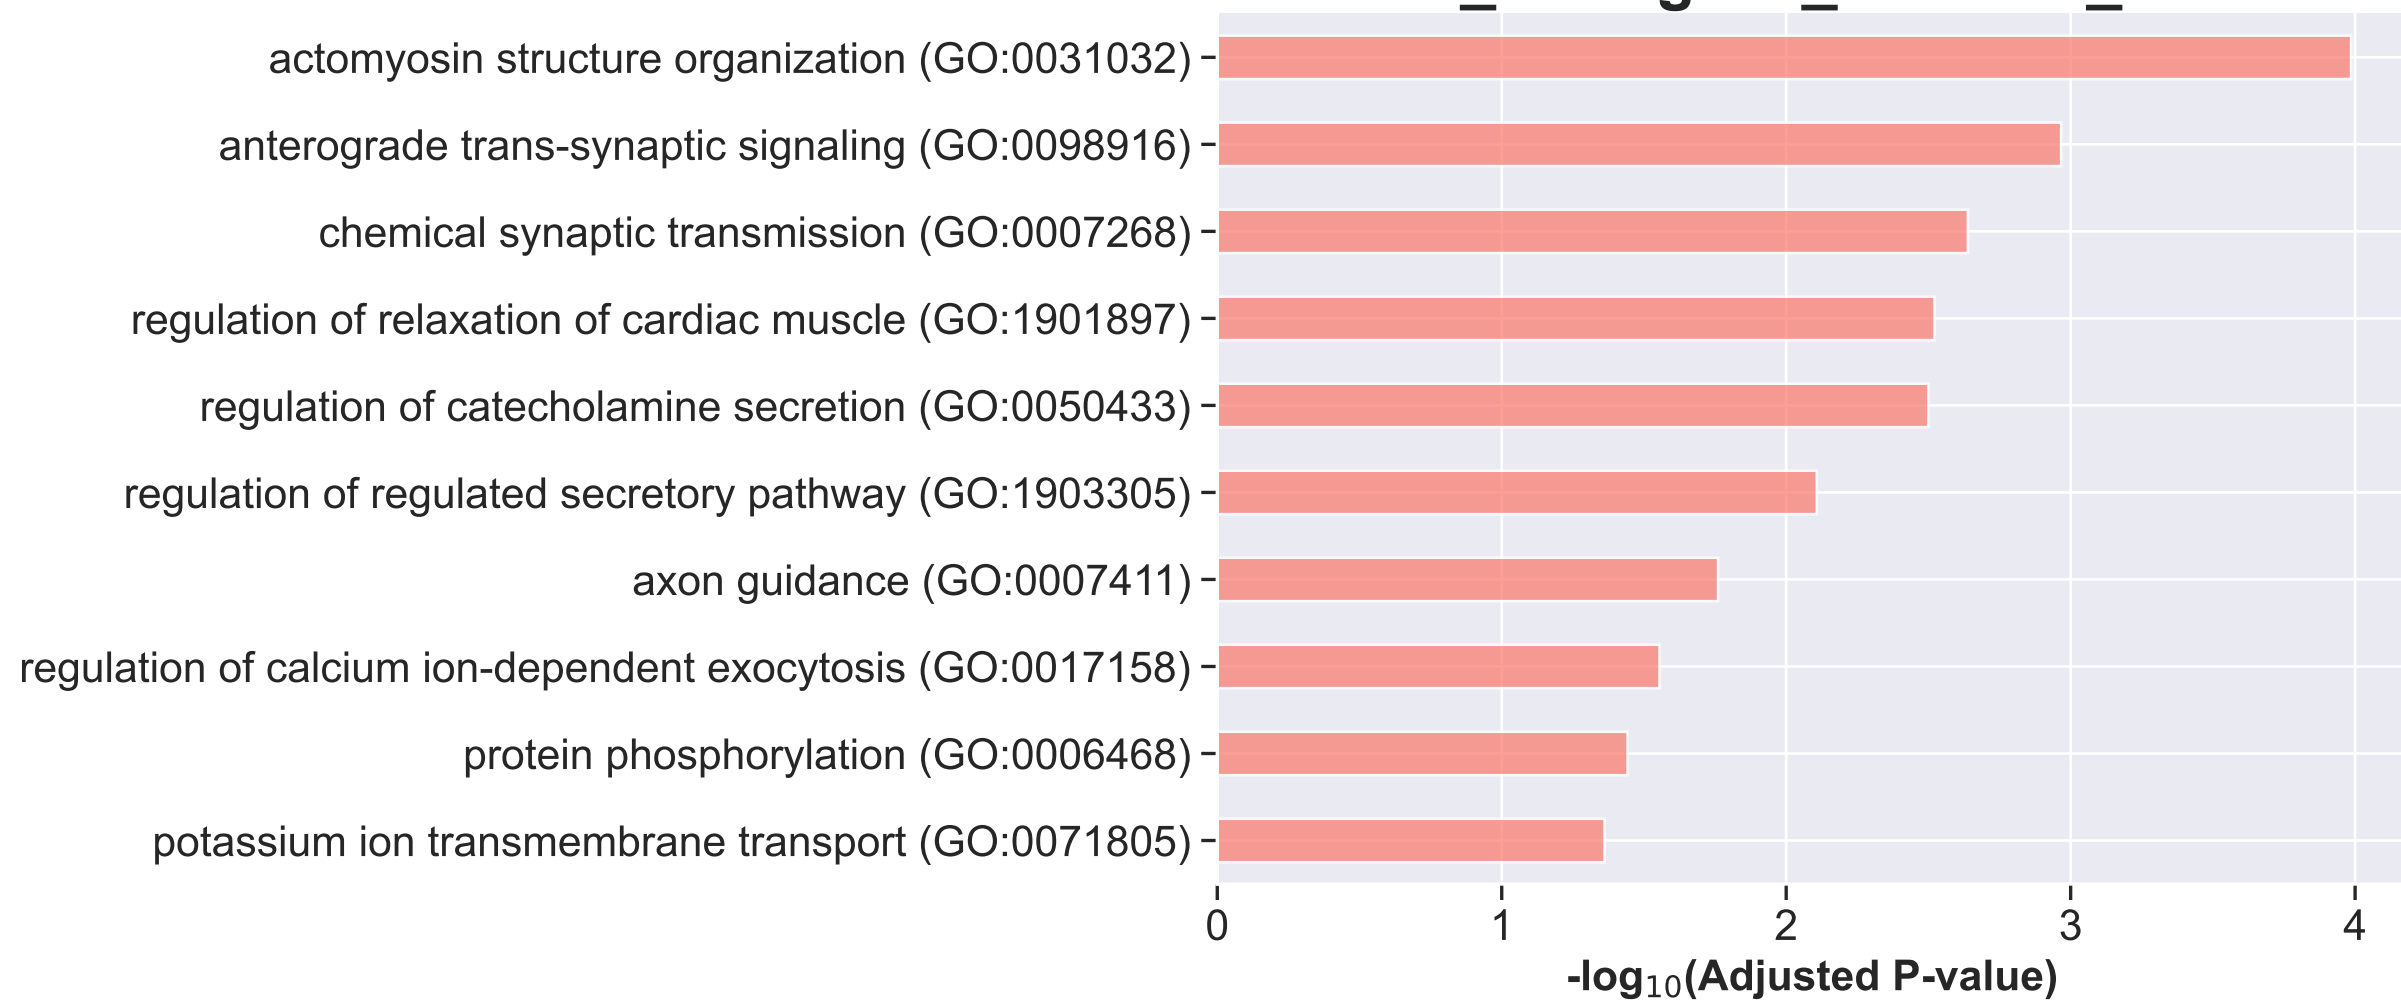 actomyosin structure organization (GO:0031032)
anterograde trans-synaptic signaling (GO:0098916)
chemical synaptic transmission (GO:0007268)
regulation of relaxation of cardiac muscle (GO:1901897)
regulation of catecholamine secretion (GO:0050433)
regulation of regulated secretory pathway (GO:1903305)
axon guidance (GO:0007411)
regulation of calcium ion-dependent exocytosis (GO:0017158)
protein phosphorylation (GO:0006468)
potassium ion transmembrane transport (GO:0071805)
0 1 2 3 4
-log₁₀(Adjusted P-value)